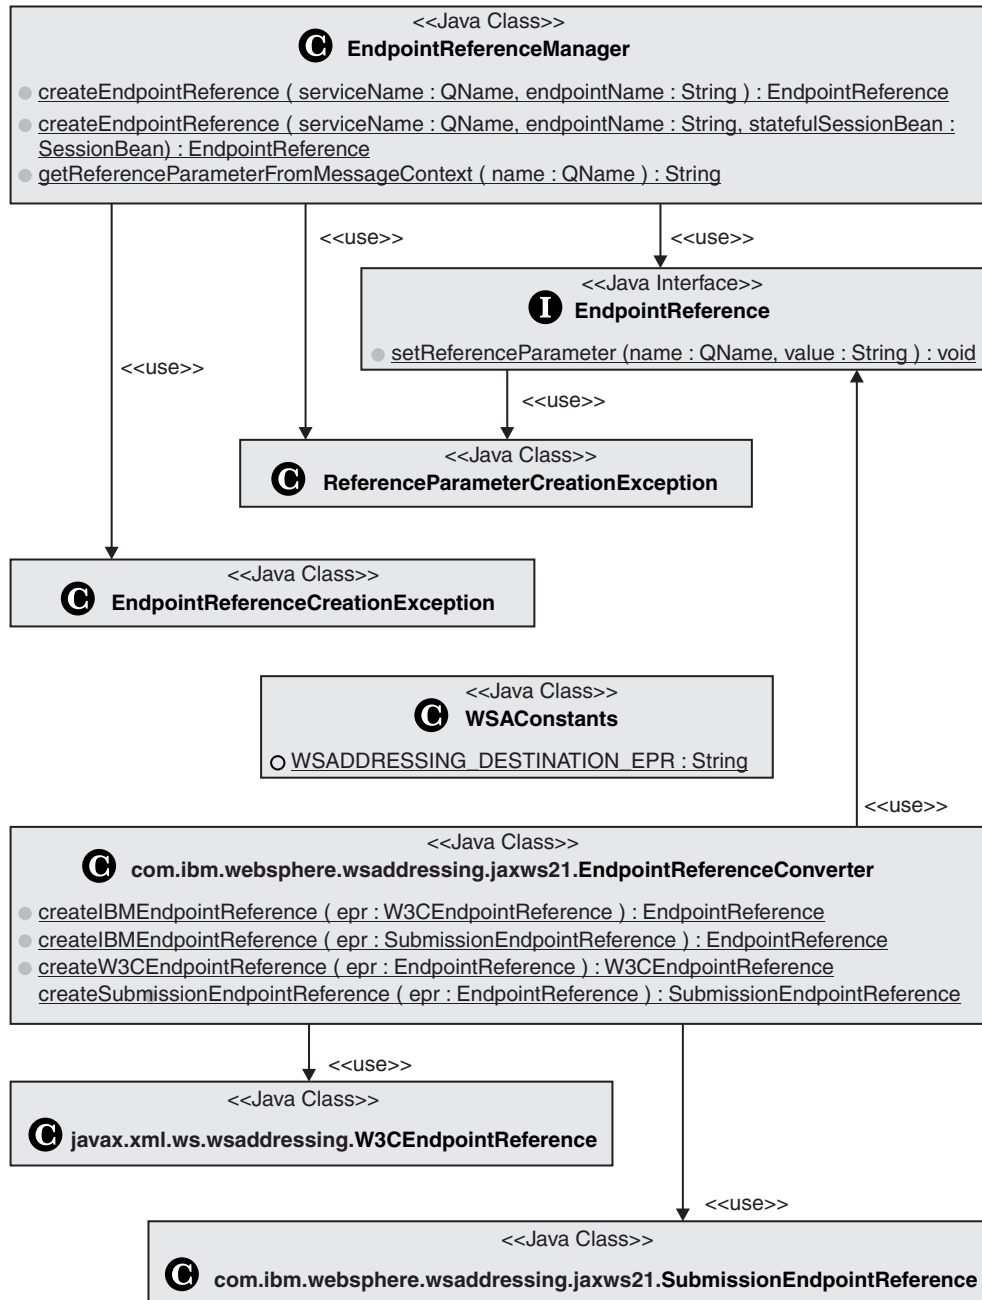 <<Java Class>>
C EndpointReferenceManager
createEndpointReference ( serviceName : QName, endpointName : String ) : EndpointReference
createEndpointReference ( serviceName : QName, endpointName : String, statefulSessionBean :
SessionBean) : EndpointReference
getReferenceParameterFromMessageContext ( name : QName ) : String
<<use>>
<<use>>
<<Java Interface>>
I EndpointReference
setReferenceParameter (name : QName, value : String ) : void
<<use>>
<<use>>
<<Java Class>>
C ReferenceParameterCreationException
<<Java Class>>
C EndpointReferenceCreationException
<<Java Class>>
C WSAConstants
WSADDRESSING_DESTINATION_EPR : String
<<use>>
<<Java Class>>
C com.ibm.websphere.wsaddressing.jaxws21.EndpointReferenceConverter
createIBMEndpointReference ( epr : W3CEndpointReference ) : EndpointReference
createIBMEndpointReference ( epr : SubmissionEndpointReference ) : EndpointReference
createW3CEndpointReference ( epr : EndpointReference ) : W3CEndpointReference
createSubmissionEndpointReference ( epr : EndpointReference ) : SubmissionEndpointReference
<<use>>
<<Java Class>>
C javax.xml.ws.wsaddressing.W3CEndpointReference
<<use>>
<<Java Class>>
C com.ibm.websphere.wsaddressing.jaxws21.SubmissionEndpointReference